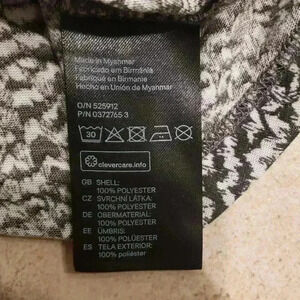 Made in Myanmar
Fabricado em Birmânia
Fabriqué en Birmanie
Hecho en Unión de Myanmar
O/N 525912
P/N 0372765 3
30
clevercare.info
GB SHELL:
100% POLYESTER
CZ SVRCHNÍ LÁTKA:
100% POLYESTER
DE OBERMATERIAL:
100% POLYESTER
EE ÜMBRIS:
100% POLÜESTER
ES TELA EXTERIOR:
100% poliéster